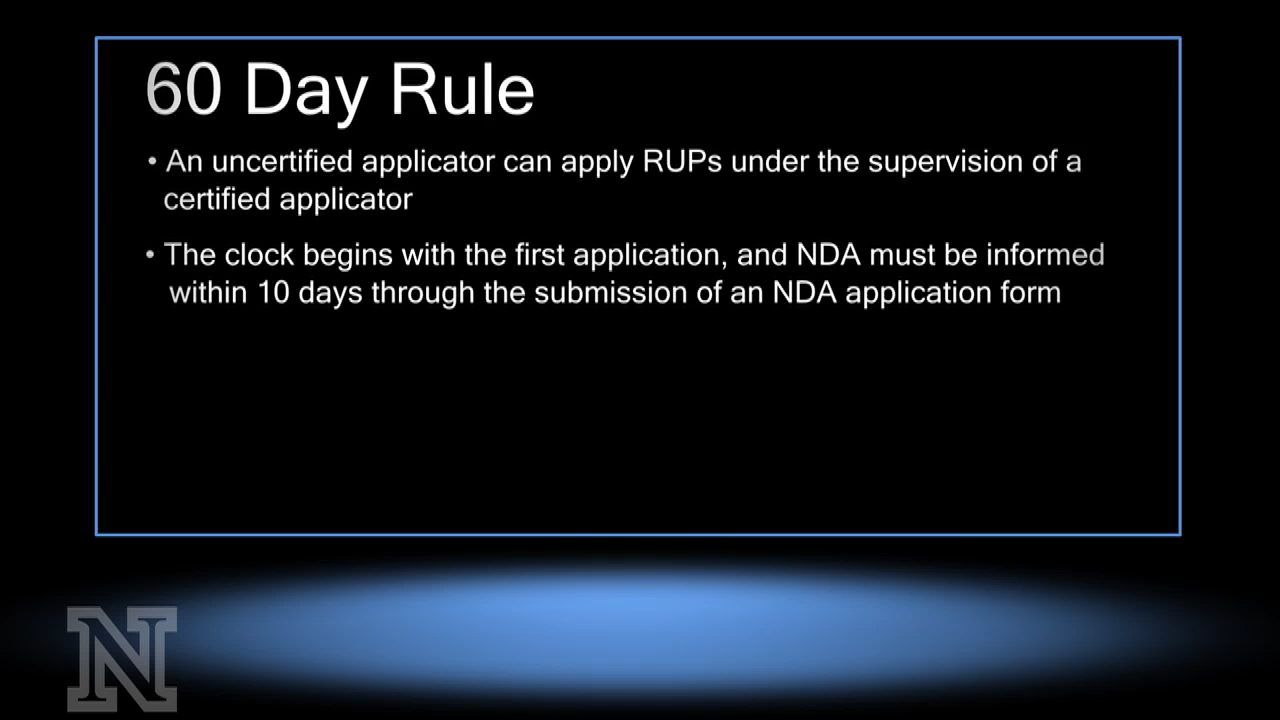 60 Day Rule
• An uncertified applicator can apply RUPs under the supervision of a
certified applicator
• The clock begins with the first application, and NDA must be informed
within 10 days through the submission of an NDA application form
N